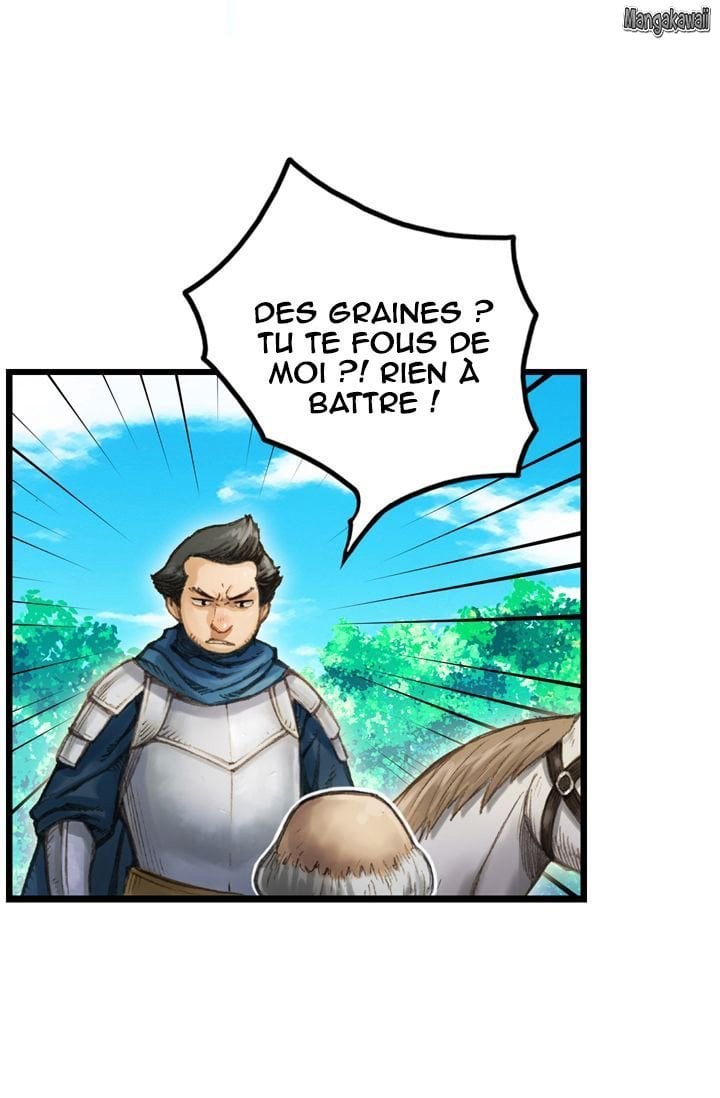 Mangakawaii
DES GRAINES ?
TU TE FOUS DE
MOI ?! RIEN À
BATTRE !